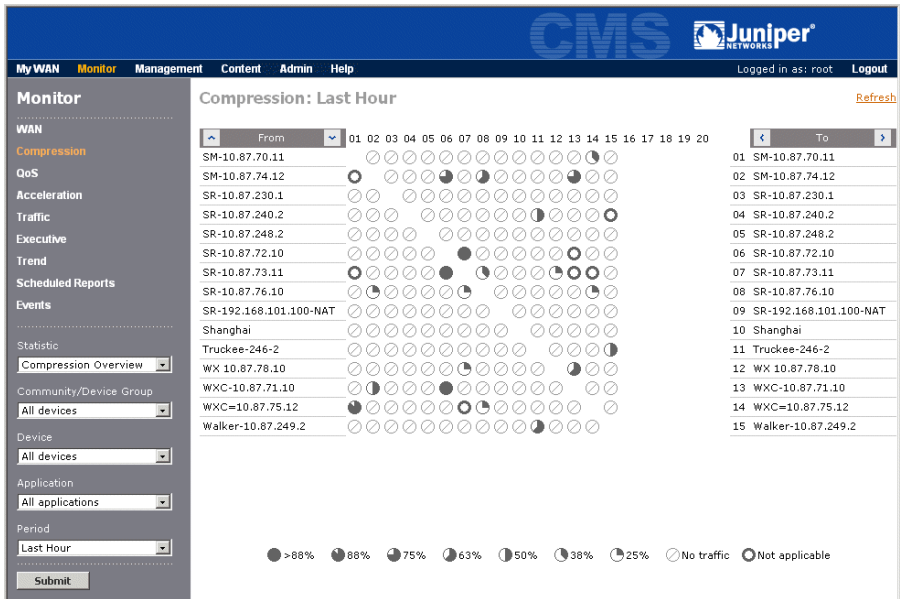 CMS
Juniper®
NETWORKS
My WAN Monitor Management Content Admin Help Logged in as: root Logout
Monitor
WAN
Compression
QoS
Acceleration
Traffic
Executive
Trend
Scheduled Reports
Events
Statistic
Compression Overview
Community/Device Group
All devices
Device
All devices
Application
All applications
Period
Last Hour
Submit
Compression: Last Hour
Refresh
From 01 02 03 04 05 06 07 08 09 10 11 12 13 14 15 16 17 18 19 20 To
SM-10.87.70.11 01 SM-10.87.70.11
SM-10.87.74.12 02 SM-10.87.74.12
SR-10.87.230.1 03 SR-10.87.230.1
SR-10.87.240.2 04 SR-10.87.240.2
SR-10.87.248.2 05 SR-10.87.248.2
SR-10.87.72.10 06 SR-10.87.72.10
SR-10.87.73.11 07 SR-10.87.73.11
SR-10.87.76.10 08 SR-10.87.76.10
SR-192.168.101.100-NAT 09 SR-192.168.101.100-NAT
Shanghai 10 Shanghai
Truckee-246-2 11 Truckee-246-2
WX 10.87.78.10 12 WX 10.87.78.10
WXC-10.87.71.10 13 WXC-10.87.71.10
WXC=10.87.75.12 14 WXC=10.87.75.12
Walker-10.87.249.2 15 Walker-10.87.249.2
>88% 88% 75% 63% 50% 38% 25% No traffic Not applicable